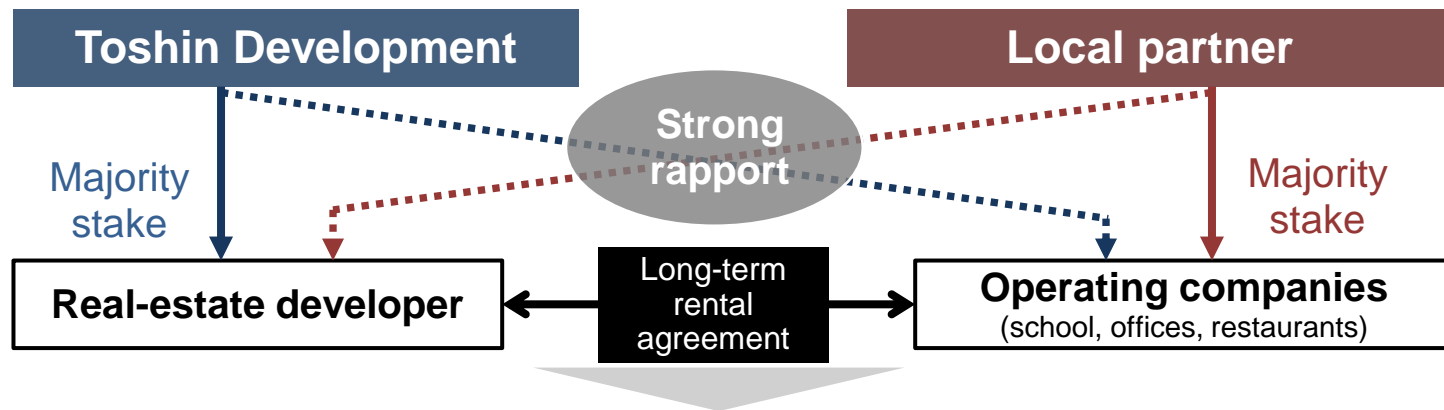 Toshin Development
Local partner
Strong
rapport
Majority
stake
Majority
stake
Real-estate developer
Long-term
rental
agreement
Operating companies
(school, offices, restaurants)